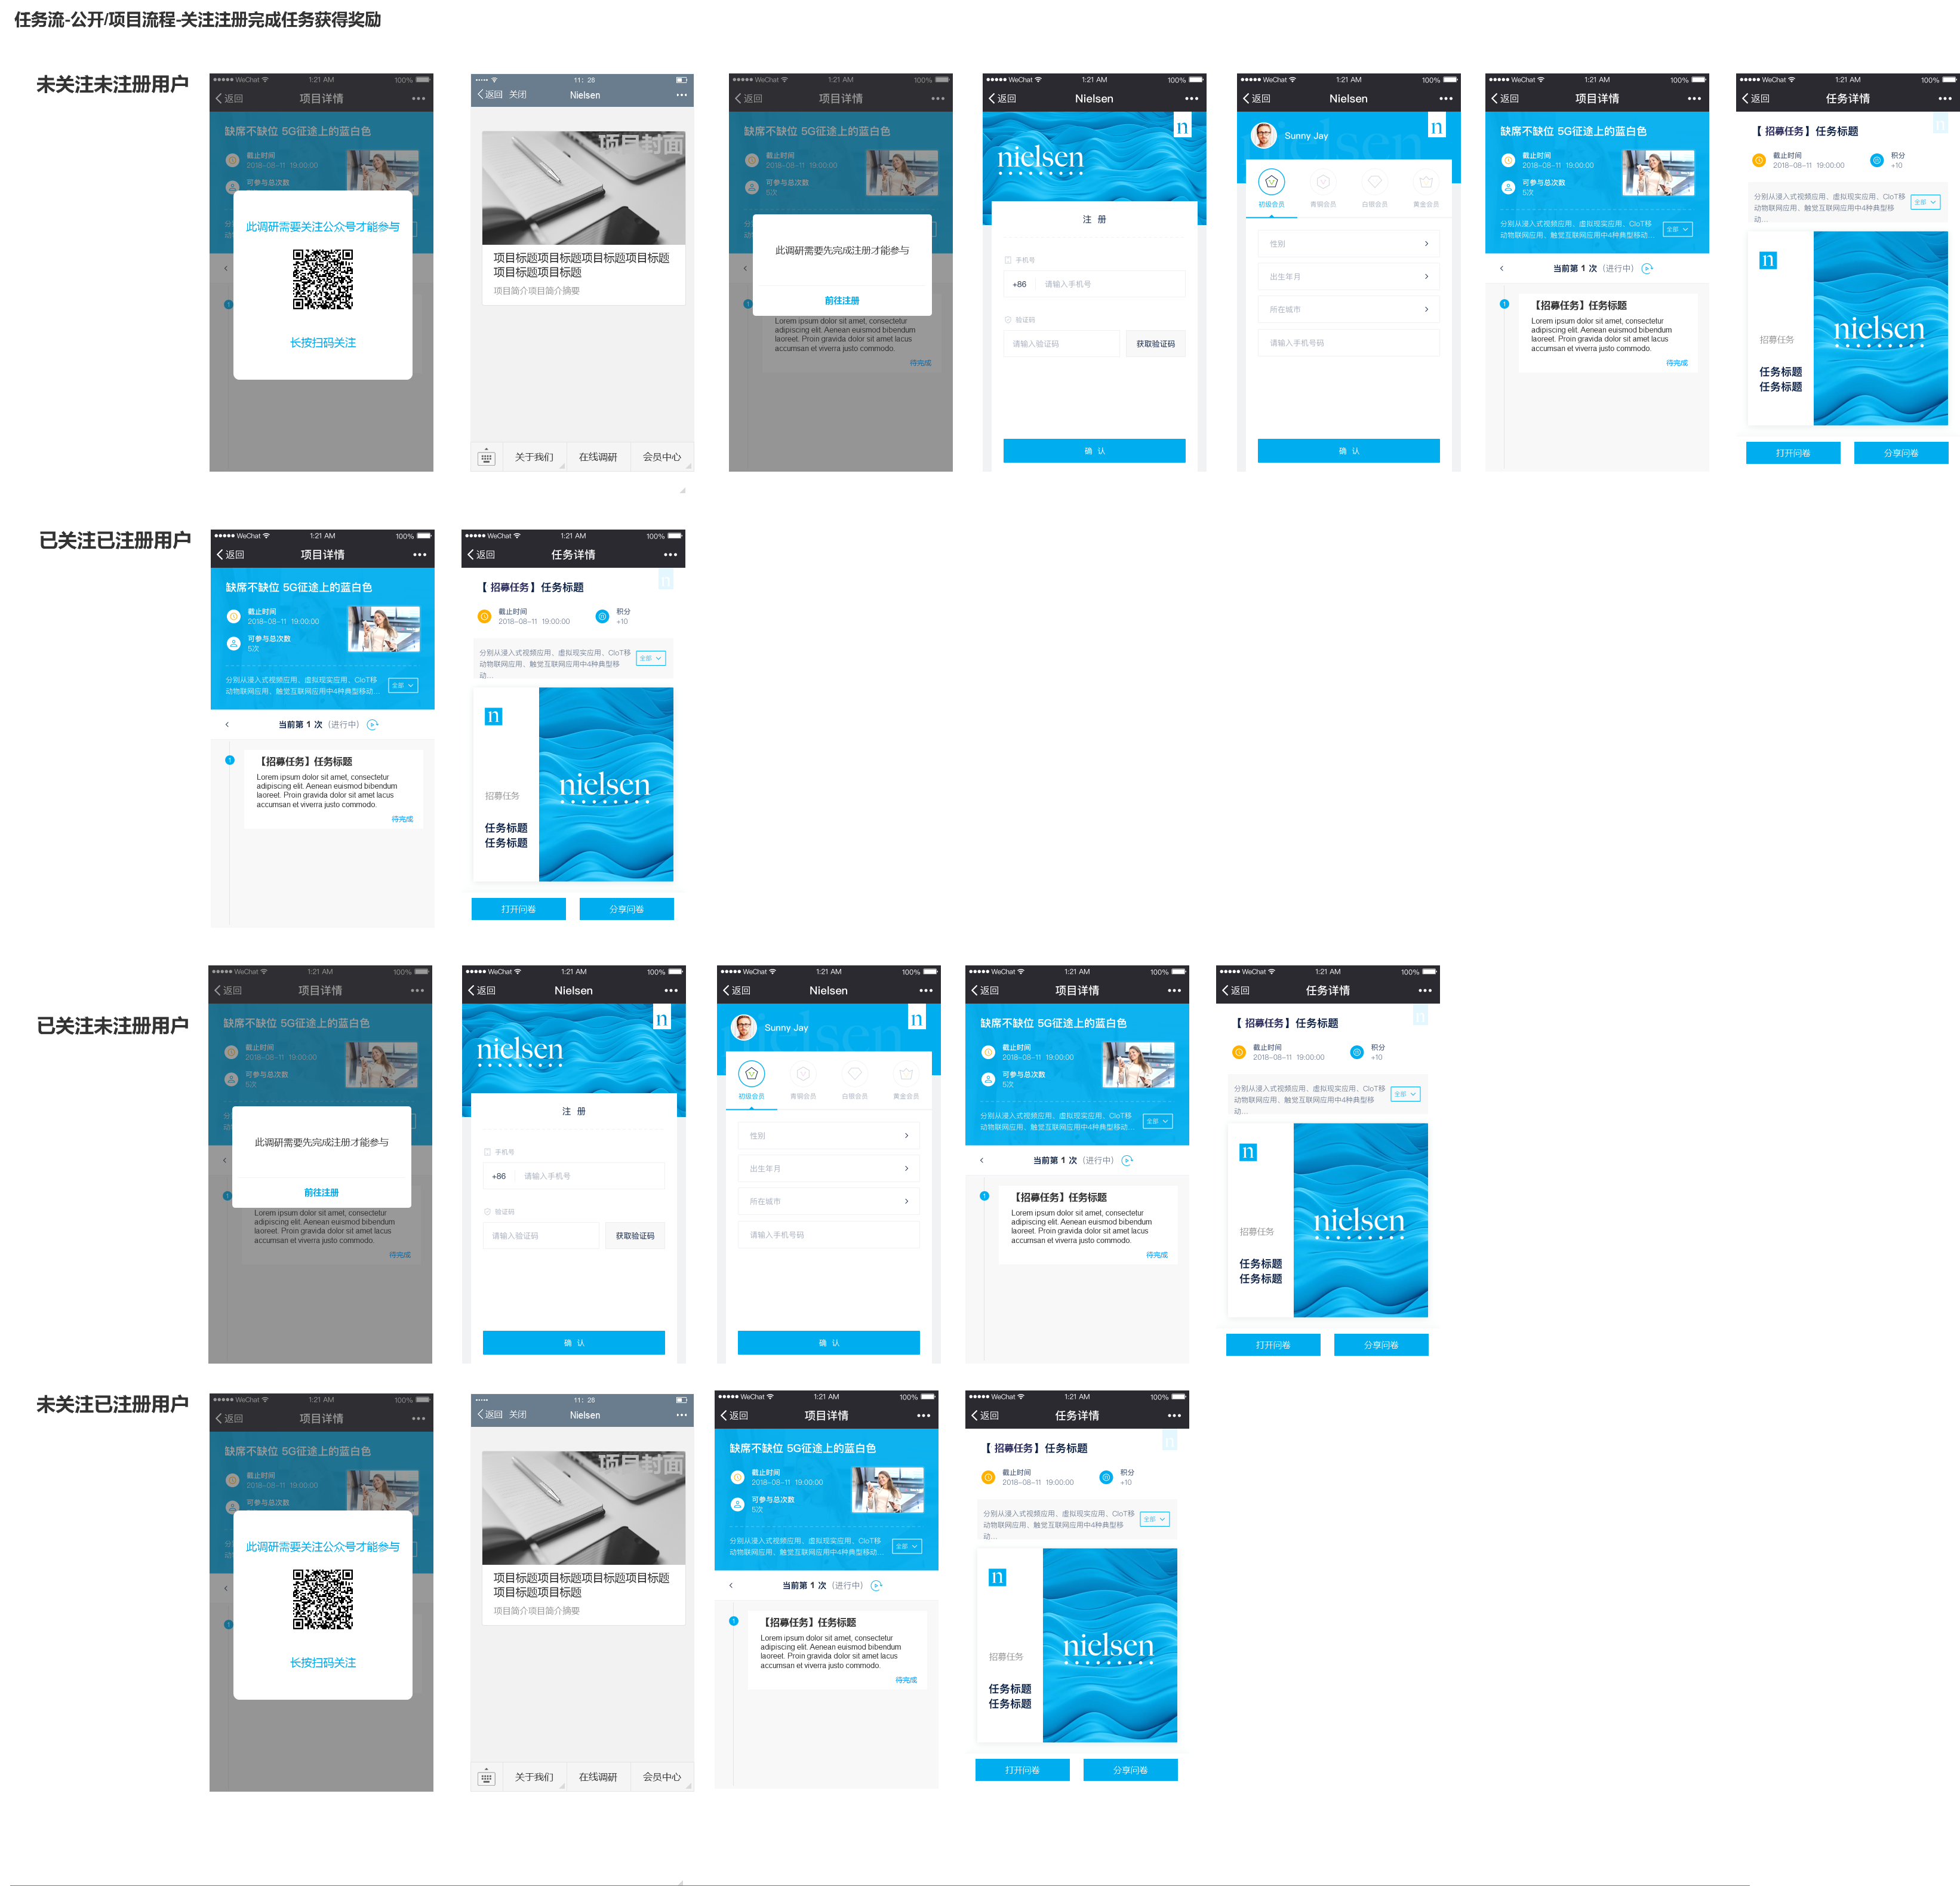 任务流-公开/项目流程-关注注册完成任务获得奖励
未关注未注册用户
WeChat 1:21 AM 100%
返回 项目详情
缺席不缺位 5G征途上的蓝白色
截止时间
2018-08-11 19:00:00
可参与总次数
此调研需要关注公众号才能参与
长按扫码关注
11: 26
返回 关闭 Nielsen
项目封面
项目标题项目标题项目标题项目标题
项目标题项目标题
项目简介项目简介摘要
关于我们 在线调研 会员中心
WeChat 1:21 AM 100%
返回 项目详情
缺席不缺位 5G征途上的蓝白色
截止时间
2018-08-11 19:00:00
可参与总次数
5次
此调研需要先完成注册才能参与
前往注册
Lorem ipsum dolor sit amet, consectetur
adipiscing elit. Aenean euismod bibendum
laoreet. Proin gravida dolor sit amet lacus
accumsan et viverra justo commodo.
待完成
WeChat 1:21 AM 100%
返回 Nielsen
n
nielsen
注 册
手机号
+86 请输入手机号
验证码
请输入验证码 获取验证码
确 认
WeChat 1:21 AM 100%
返回 Nielsen
Sunny Jay n
初级会员 青铜会员 白银会员 黄金会员
性别
出生年月
所在城市
请输入手机号码
确 认
WeChat 1:21 AM 100%
返回 项目详情
缺席不缺位 5G征途上的蓝白色
截止时间
2018-08-11 19:00:00
可参与总次数
5次
分别从浸入式视频应用、虚拟现实应用、CIoT移
动物联网应用、触觉互联网应用中4种典型移动... 全部
当前第 1 次（进行中）
1
【招募任务】任务标题
Lorem ipsum dolor sit amet, consectetur
adipiscing elit. Aenean euismod bibendum
laoreet. Proin gravida dolor sit amet lacus
accumsan et viverra justo commodo.
待完成
WeChat 1:21 AM 100%
返回 任务详情
【 招募任务】任务标题 n
截止时间 积分
2018-08-11 19:00:00 +10
分别从浸入式视频应用、虚拟现实应用、CIoT移
动物联网应用、触觉互联网应用中4种典型移
动... 全部
n
nielsen
招募任务
任务标题
任务标题
打开问卷 分享问卷
已关注已注册用户
WeChat 1:21 AM 100%
返回 项目详情
缺席不缺位 5G征途上的蓝白色
截止时间
2018-08-11 19:00:00
可参与总次数
5次
分别从浸入式视频应用、虚拟现实应用、CIoT移
动物联网应用、触觉互联网应用中4种典型移动... 全部
当前第 1 次（进行中）
1
【招募任务】任务标题
Lorem ipsum dolor sit amet, consectetur
adipiscing elit. Aenean euismod bibendum
laoreet. Proin gravida dolor sit amet lacus
accumsan et viverra justo commodo.
待完成
WeChat 1:21 AM 100%
返回 任务详情
【 招募任务】任务标题 n
截止时间 积分
2018-08-11 19:00:00 +10
分别从浸入式视频应用、虚拟现实应用、CIoT移
动物联网应用、触觉互联网应用中4种典型移
动... 全部
n
nielsen
招募任务
任务标题
任务标题
打开问卷 分享问卷
已关注未注册用户
WeChat 1:21 AM 100%
返回 项目详情
缺席不缺位 5G征途上的蓝白色
截止时间
2018-08-11 19:00:00
可参与总次数
5次
此调研需要先完成注册才能参与
前往注册
Lorem ipsum dolor sit amet, consectetur
adipiscing elit. Aenean euismod bibendum
laoreet. Proin gravida dolor sit amet lacus
accumsan et viverra justo commodo.
待完成
WeChat 1:21 AM 100%
返回 Nielsen
n
nielsen
注 册
手机号
+86 请输入手机号
验证码
请输入验证码 获取验证码
确 认
WeChat 1:21 AM 100%
返回 Nielsen
Sunny Jay n
初级会员 青铜会员 白银会员 黄金会员
性别
出生年月
所在城市
请输入手机号码
确 认
WeChat 1:21 AM 100%
返回 项目详情
缺席不缺位 5G征途上的蓝白色
截止时间
2018-08-11 19:00:00
可参与总次数
5次
分别从浸入式视频应用、虚拟现实应用、CIoT移
动物联网应用、触觉互联网应用中4种典型移动... 全部
当前第 1 次（进行中）
1
【招募任务】任务标题
Lorem ipsum dolor sit amet, consectetur
adipiscing elit. Aenean euismod bibendum
laoreet. Proin gravida dolor sit amet lacus
accumsan et viverra justo commodo.
待完成
WeChat 1:21 AM 100%
返回 任务详情
【 招募任务】任务标题 n
截止时间 积分
2018-08-11 19:00:00 +10
分别从浸入式视频应用、虚拟现实应用、CIoT移
动物联网应用、触觉互联网应用中4种典型移
动... 全部
n
nielsen
招募任务
任务标题
任务标题
打开问卷 分享问卷
未关注已注册用户
WeChat 1:21 AM 100%
返回 项目详情
缺席不缺位 5G征途上的蓝白色
截止时间
2018-08-11 19:00:00
可参与总次数
此调研需要关注公众号才能参与
长按扫码关注
11: 26
返回 关闭 Nielsen
项目封面
项目标题项目标题项目标题项目标题
项目标题项目标题
项目简介项目简介摘要
关于我们 在线调研 会员中心
WeChat 1:21 AM 100%
返回 项目详情
缺席不缺位 5G征途上的蓝白色
截止时间
2018-08-11 19:00:00
可参与总次数
5次
分别从浸入式视频应用、虚拟现实应用、CIoT移
动物联网应用、触觉互联网应用中4种典型移动... 全部
当前第 1 次（进行中）
1
【招募任务】任务标题
Lorem ipsum dolor sit amet, consectetur
adipiscing elit. Aenean euismod bibendum
laoreet. Proin gravida dolor sit amet lacus
accumsan et viverra justo commodo.
待完成
WeChat 1:21 AM 100%
返回 任务详情
【 招募任务】任务标题 n
截止时间 积分
2018-08-11 19:00:00 +10
分别从浸入式视频应用、虚拟现实应用、CIoT移
动物联网应用、触觉互联网应用中4种典型移
动... 全部
n
nielsen
招募任务
任务标题
任务标题
打开问卷 分享问卷